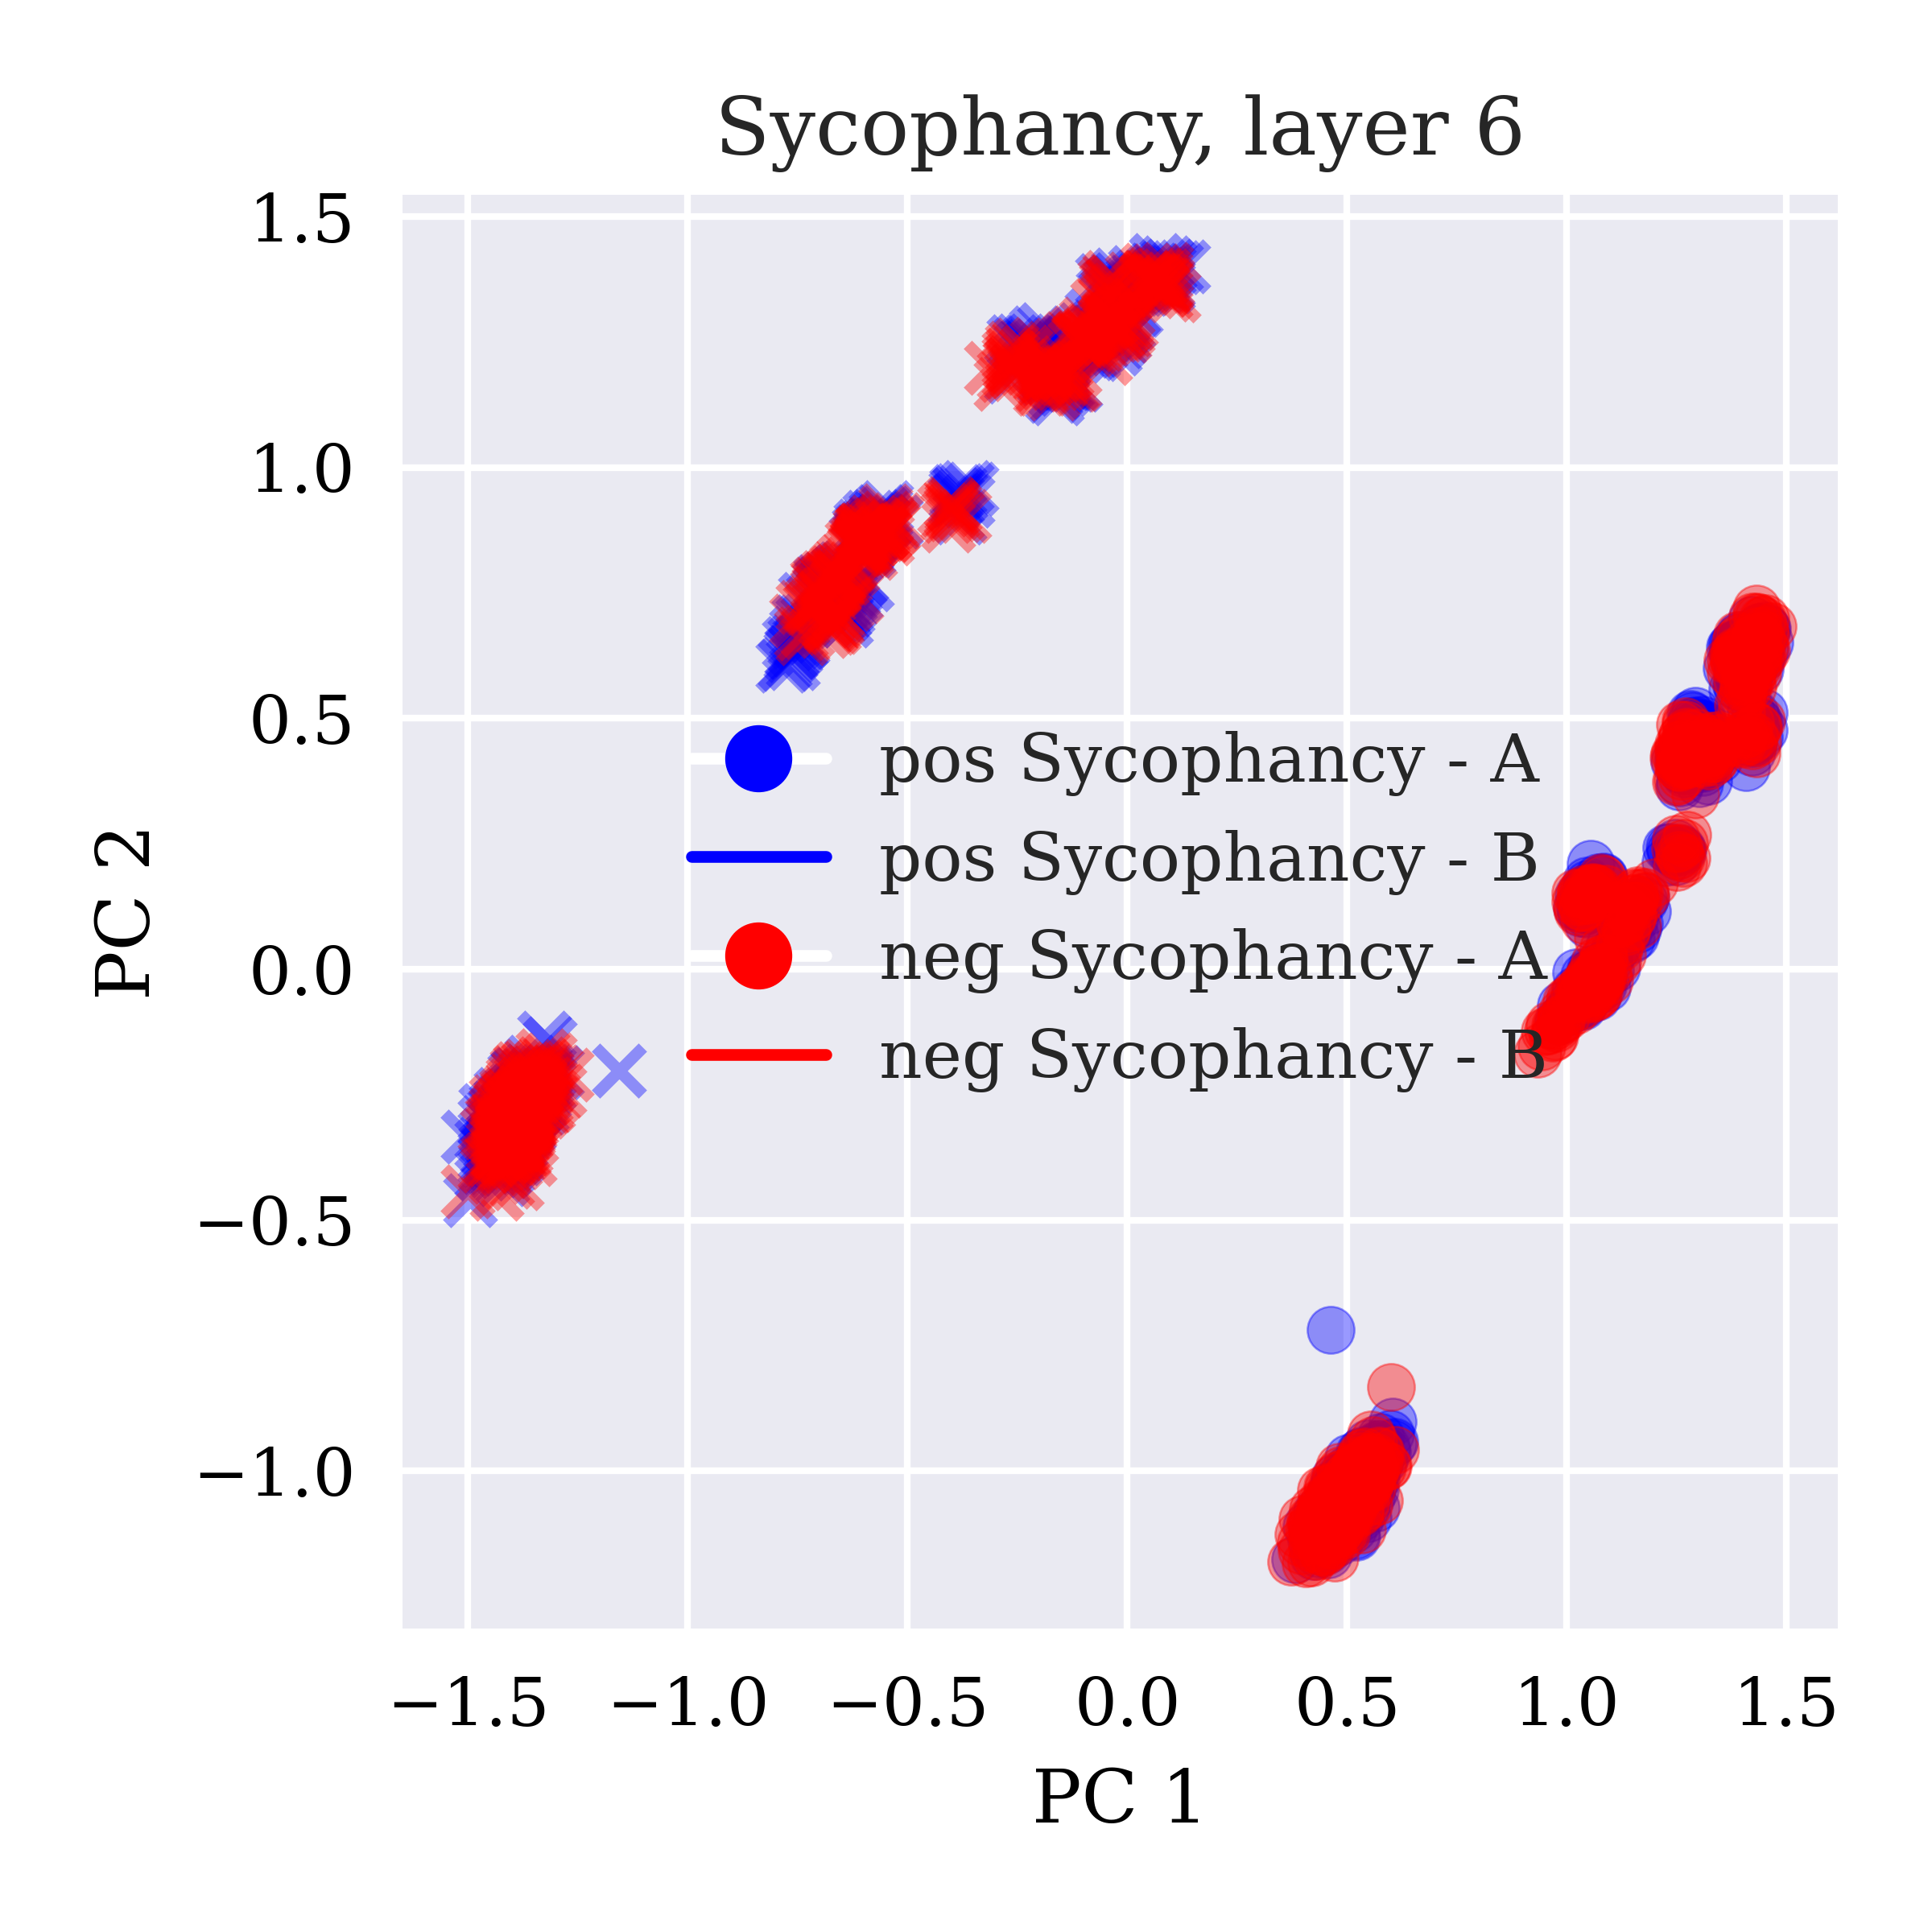 Sycophancy, layer 6
1.5
1.0
0.5
0.0
−0.5
−1.0
PC 2
pos Sycophancy - A
pos Sycophancy - B
neg Sycophancy - A
neg Sycophancy - B
−1.5 −1.0 −0.5 0.0 0.5 1.0 1.5
PC 1